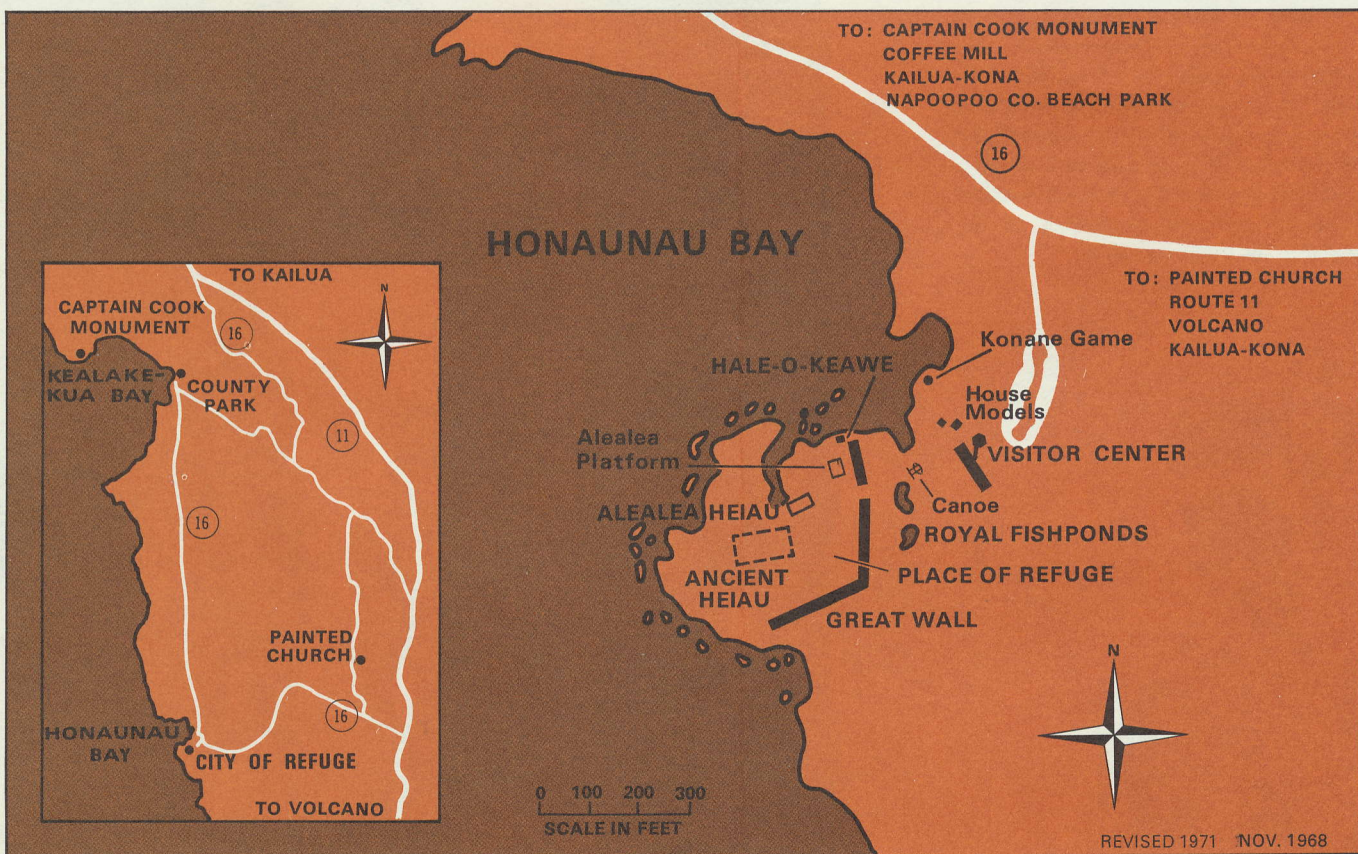 TO: CAPTAIN COOK MONUMENT
COFFEE MILL
KAILUA-KONA
NAPOOPOO CO. BEACH PARK
16
HONAUNAU BAY
TO: PAINTED CHURCH
ROUTE 11
VOLCANO
KAILUA-KONA
Konane Game
HALE-O-KEAWE
House
Models
Alealea
Platform
VISITOR CENTER
ALEALEA HEIAU
Canoe
ROYAL FISHPONDS
ANCIENT
HEIAU
PLACE OF REFUGE
GREAT WALL
N
0 100 200 300
SCALE IN FEET
REVISED 1971 NOV. 1968
TO KAILUA
N
CAPTAIN COOK
MONUMENT
16
KEALAKE-
KUA BAY
COUNTY
PARK
11
16
PAINTED
CHURCH
16
HONAUNAU
BAY
CITY OF REFUGE
TO VOLCANO